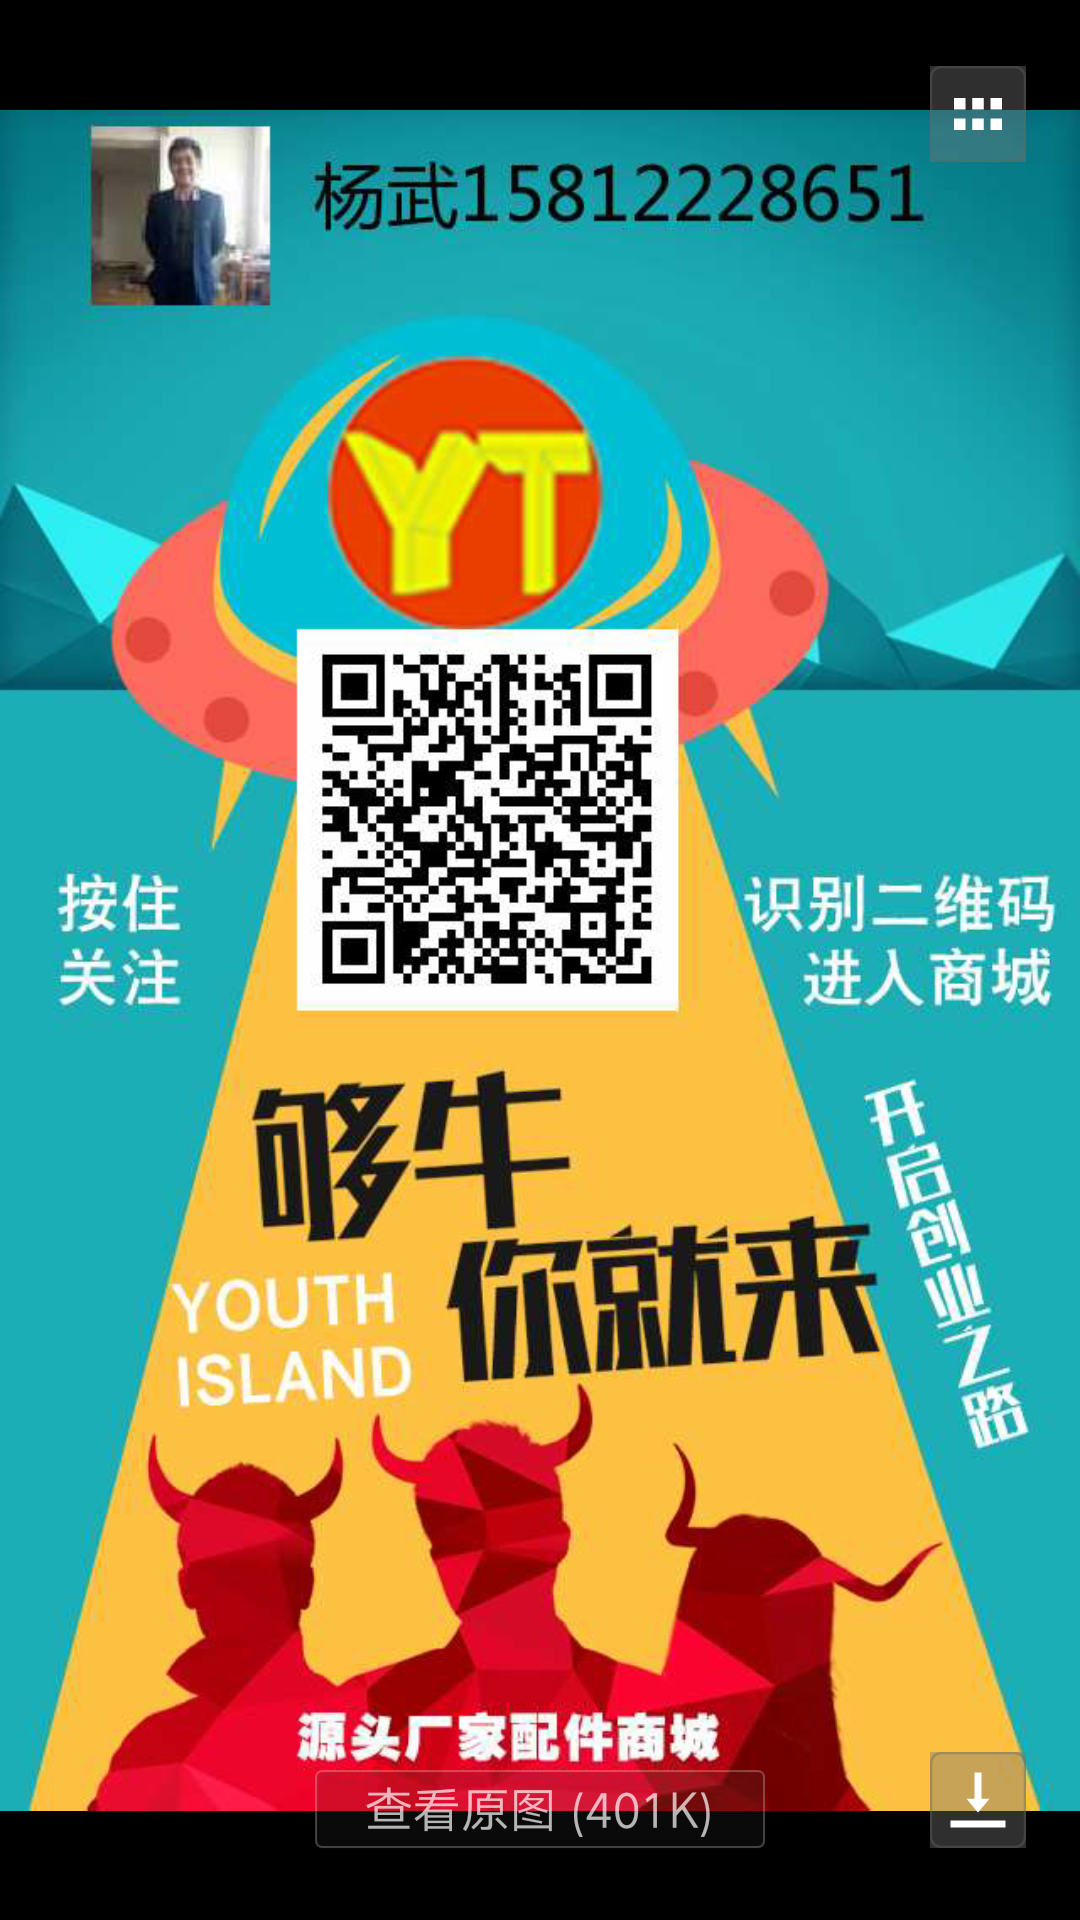 杨武15812228651
YT
按住
关注
识别二维码
进入商城
够牛
你就来
YOUTH
ISLAND
开启创业之路
源头厂家配件商城
查看原图 (401K)